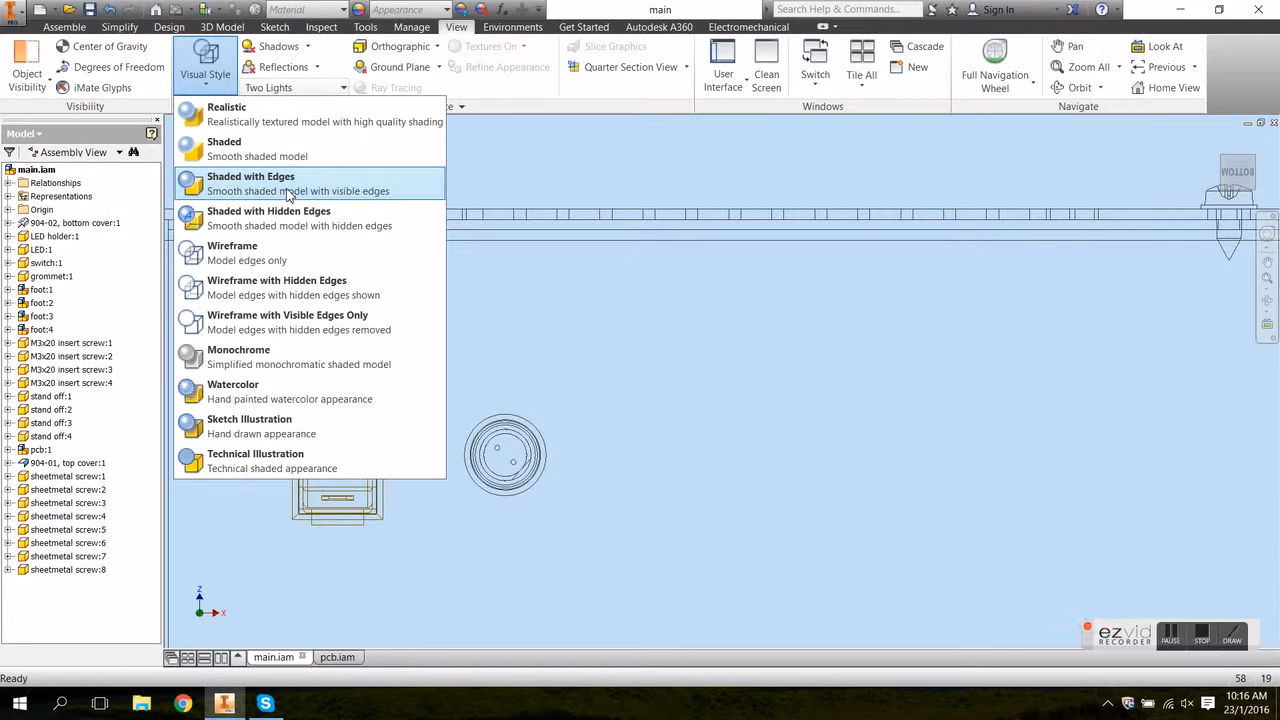 PRO
Material
Appearance
main
Search Help & Commands...
Sign In
Assemble Simplify Design 3D Model Sketch Inspect Tools Manage View Environments Get Started Autodesk A360 Electromechanical
Object Visibility
Center of Gravity
Degrees of Freedom
iMate Glyphs
Visibility
Visual Style
Shadows
Reflections
Two Lights
Orthographic
Ground Plane
Ray Tracing
Textures On
Refine Appearance
Slice Graphics
Quarter Section View
User Interface
Clean Screen
Switch
Tile All
Cascade
New
Windows
Full Navigation Wheel
Pan
Zoom All
Orbit
Look At
Previous
Home View
Navigate
Realistic
Realistically textured model with high quality shading
Shaded
Smooth shaded model
Shaded with Edges
Smooth shaded model with visible edges
Shaded with Hidden Edges
Smooth shaded model with hidden edges
Wireframe
Model edges only
Wireframe with Hidden Edges
Model edges with hidden edges shown
Wireframe with Visible Edges Only
Model edges with hidden edges removed
Monochrome
Simplified monochromatic shaded model
Watercolor
Hand painted watercolor appearance
Sketch Illustration
Hand drawn appearance
Technical Illustration
Technical shaded appearance
Model
Assembly View
main.iam
Relationships
Representations
Origin
904-02, bottom cover:1
LED holder:1
LED:1
switch:1
grommet:1
foot:1
foot:2
foot:3
foot:4
M3x20 insert screw:1
M3x20 insert screw:2
M3x20 insert screw:3
M3x20 insert screw:4
stand off:1
stand off:2
stand off:3
stand off:4
pcb:1
904-01, top cover:1
sheetmetal screw:1
sheetmetal screw:2
sheetmetal screw:3
sheetmetal screw:4
sheetmetal screw:5
sheetmetal screw:6
sheetmetal screw:7
sheetmetal screw:8
BOTTOM
Z
X
ezvid
RECORDER
PAUSE STOP DRAW
main.iam
pcb.iam
Ready
58 19
10:16 AM
23/1/2016